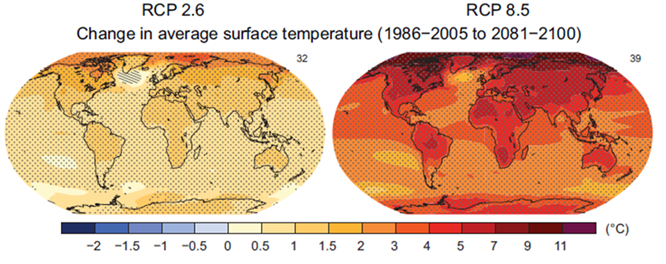 RCP 2.6 RCP 8.5
Change in average surface temperature (1986−2005 to 2081−2100)
32 39
−2 −1.5 −1 −0.5 0 0.5 1 1.5 2 3 4 5 7 9 11 (°C)